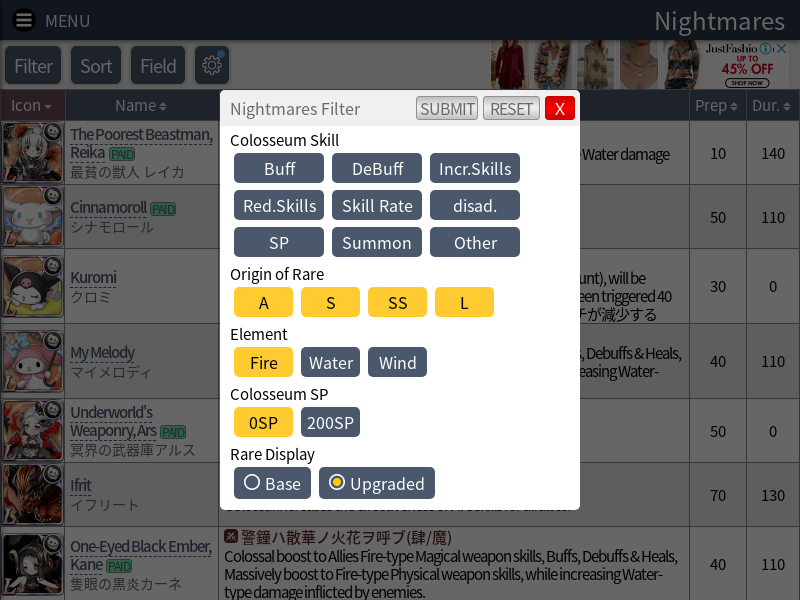 MENU
Nightmares
Filter
Sort
Field
JustFashio
UP TO
45% OFF
SHOP NOW
Icon
Name
Prep
Dur.
Nightmares Filter
SUBMIT
RESET
X
Colosseum Skill
Buff
DeBuff
Incr.Skills
Red.Skills
Skill Rate
disad.
SP
Summon
Other
Origin of Rare
A
S
SS
L
Element
Fire
Water
Wind
Colosseum SP
0SP
200SP
Rare Display
Base
Upgraded
The Poorest Beastman,
Reika PAID
最貧の獣人 レイカ
Water damage
10
140
Cinnamoroll PAID
シナモロール
50
110
Kuromi
クロミ
unt), will be
een triggered 40
チが減少する
30
0
My Melody
マイメロディ
s, Debuffs & Heals,
easing Water-
40
110
Underworld's
Weaponry, Ars PAID
冥界の武器庫アルス
50
0
Ifrit
イフリート
70
130
One-Eyed Black Ember,
Kane PAID
隻眼の黒炎カーネ
警鐘ハ散華ノ火花ヲ呼ブ(肆/魔)
Colossal boost to Allies Fire-type Magical weapon skills, Buffs, Debuffs & Heals,
Massively boost to Fire-type Physical weapon skills, while increasing Water-
type damage inflicted by enemies.
40
110